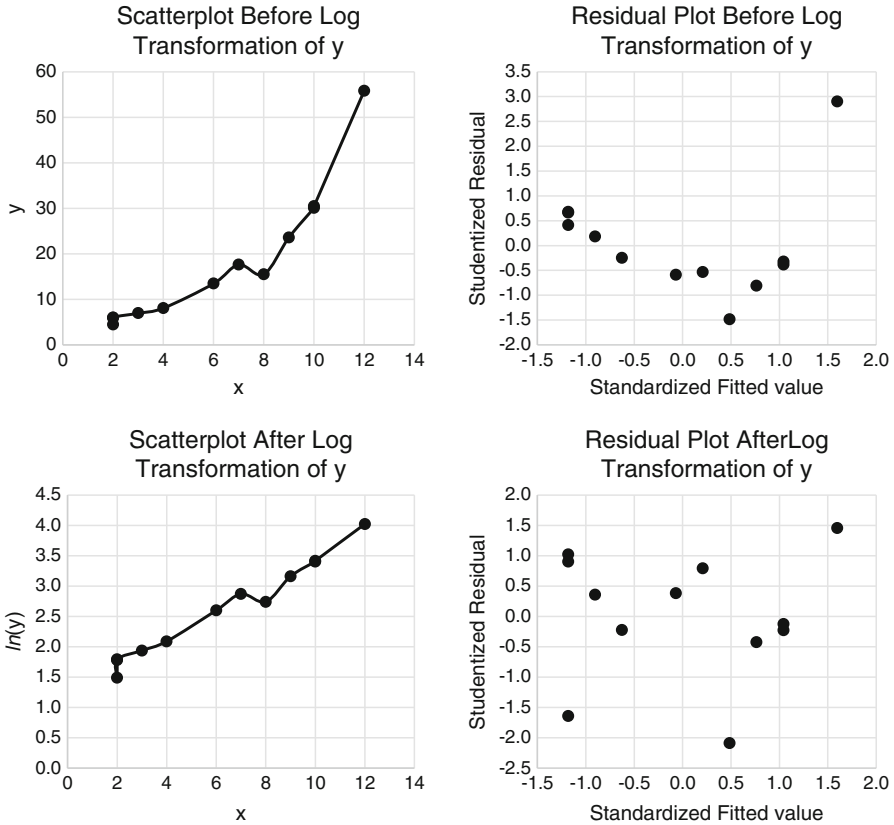 Scatterplot Before Log
Transformation of y
60
50
40
30
20
10
0
y
0 2 4 6 8 10 12 14
x
Residual Plot Before Log
Transformation of y
3.5
3.0
2.5
2.0
1.5
1.0
0.5
0.0
-0.5
-1.0
-1.5
-2.0
Studentized Residual
-1.5 -1.0 -0.5 0.0 0.5 1.0 1.5 2.0
Standardized Fitted value
Scatterplot After Log
Transformation of y
4.5
4.0
3.5
3.0
2.5
2.0
1.5
1.0
0.5
0.0
ln(y)
0 2 4 6 8 10 12 14
x
Residual Plot AfterLog
Transformation of y
2.0
1.5
1.0
0.5
0.0
-0.5
-1.0
-1.5
-2.0
-2.5
Studentized Residual
-1.5 -1.0 -0.5 0.0 0.5 1.0 1.5 2.0
Standardized Fitted value